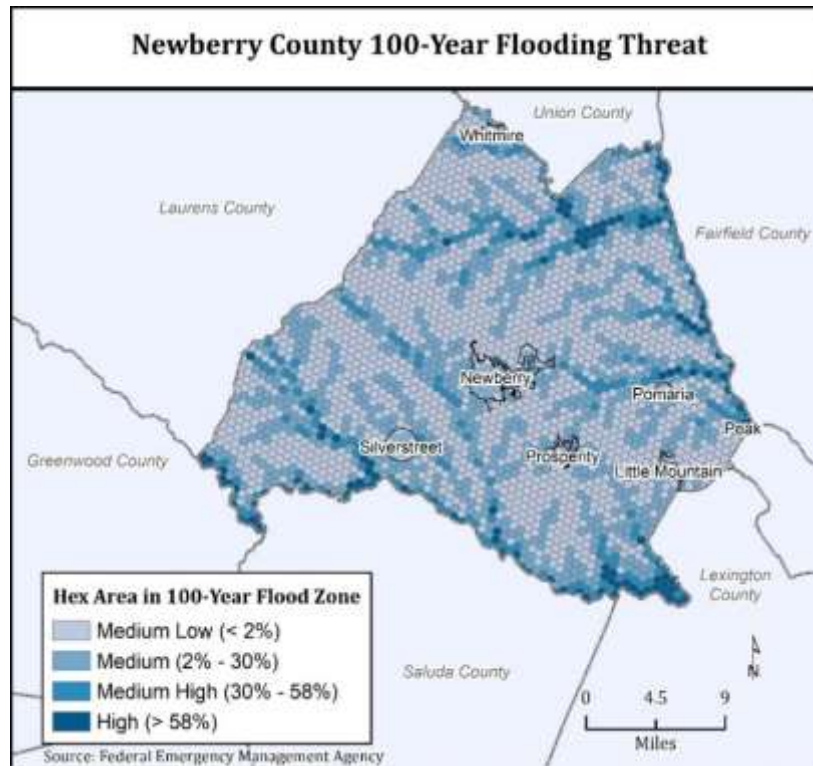 Newberry County 100-Year Flooding Threat
Union County
Whitmire
Laurens County
Fairfield County
Newberry
Pomaria
Peak
Silverstreet
Prosperity
Greenwood County
Little Mountain
Lexington
County
Hex Area in 100-Year Flood Zone
Medium Low (< 2%)
Medium (2% - 30%)
Medium High (30% - 58%)
High (> 58%)
Saluda County
N
0 4.5 9
Miles
Source: Federal Emergency Management Agency